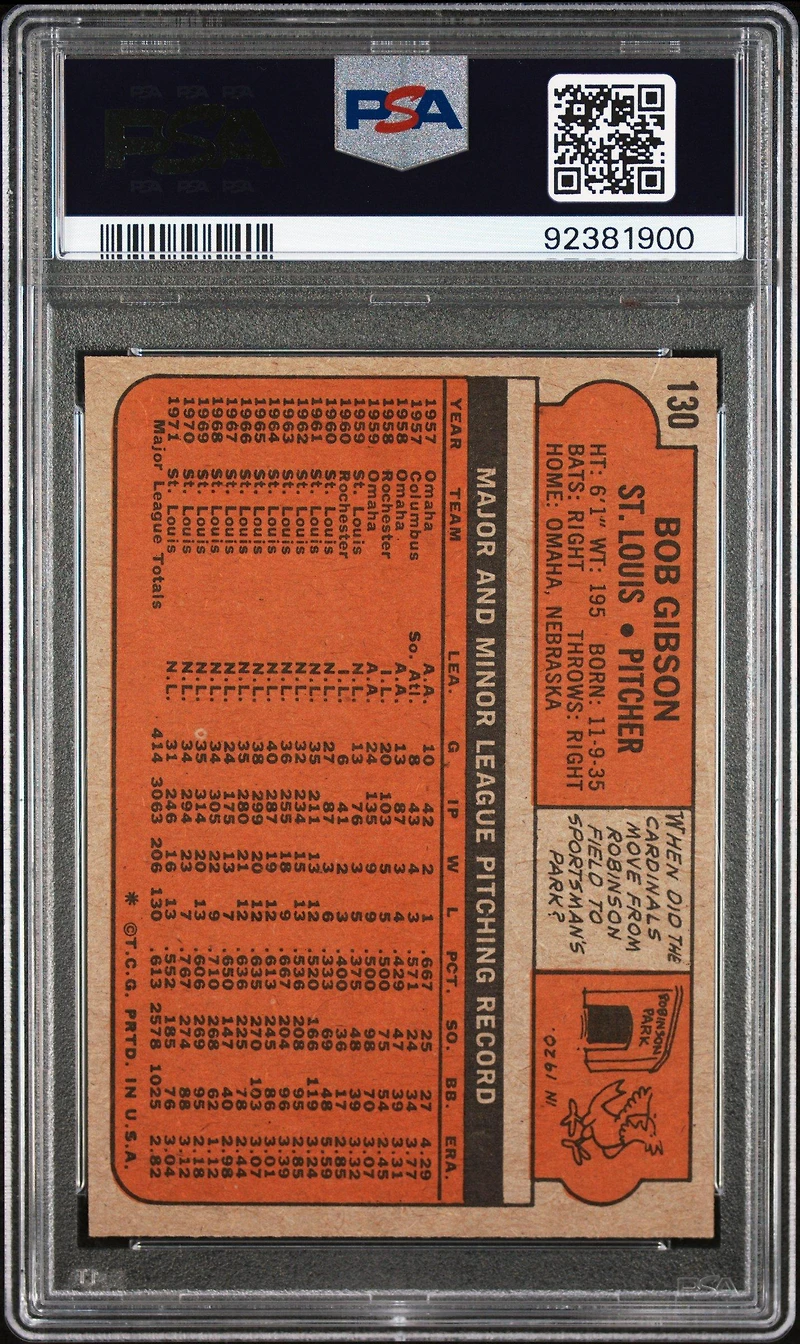 PSA
PSA PSA PSA
PSA
PSA PSA PSA
92381900
130
BOB GIBSON
ST. LOUIS • PITCHER
HT: 6'1" WT: 195 BORN: 11-9-35
BATS: RIGHT THROWS: RIGHT
HOME: OMAHA, NEBRASKA
WHEN DID THE
CARDINALS
MOVE FROM
ROBINSON
FIELD TO
SPORTSMAN'S
PARK?
ROBINSON
PARK
IN 1920.
MAJOR AND MINOR LEAGUE PITCHING RECORD
YEAR TEAM LEA. G IP W L PCT. SO. BB. ERA.
1957 Omaha A.A. 10 42 2 1 .667 25 27 4.29
1957 Columbus So. Atl. 8 43 4 3 .571 24 34 3.77
1958 Omaha A.A. 13 87 3 4 .429 47 39 3.31
1958 Rochester I.L. 20 103 5 5 .500 75 54 2.45
1959 Omaha A.A. 24 135 9 9 .500 98 70 3.07
1959 St. Louis N.L. 13 76 3 5 .375 48 39 3.32
1960 Rochester I.L. 6 41 2 3 .400 36 17 2.85
1960 St. Louis N.L. 27 87 3 6 .333 69 48 5.59
1961 St. Louis N.L. 35 211 13 12 .520 166 119 3.24
1962 St. Louis N.L. 32 234 15 13 208 95 2.85
1963 St. Louis N.L. 36 255 18 9 .667 204 96 3.39
1964 St. Louis N.L. 40 287 19 12 .613 245 86 3.01
1965 St. Louis N.L. 38 299 20 12 .635 270 103 3.07
1966 St. Louis N.L. 35 280 21 12 .636 225 78 2.44
1967 St. Louis N.L. 24 175 13 7 .650 147 40 2.98
1968 St. Louis N.L. 34 305 22 9 .710 268 62 1.12
1969 St. Louis N.L. 35 314 20 13 .606 269 95 2.18
1970 St. Louis N.L. 34 294 23 7 .767 274 88 3.12
1971 St. Louis N.L. 31 246 16 13 .552 185 76 3.04
Major League Totals 414 3063 206 130 .613 2578 1025 2.82
* ©T.C.G. PRTD. IN U.S.A.
PSA